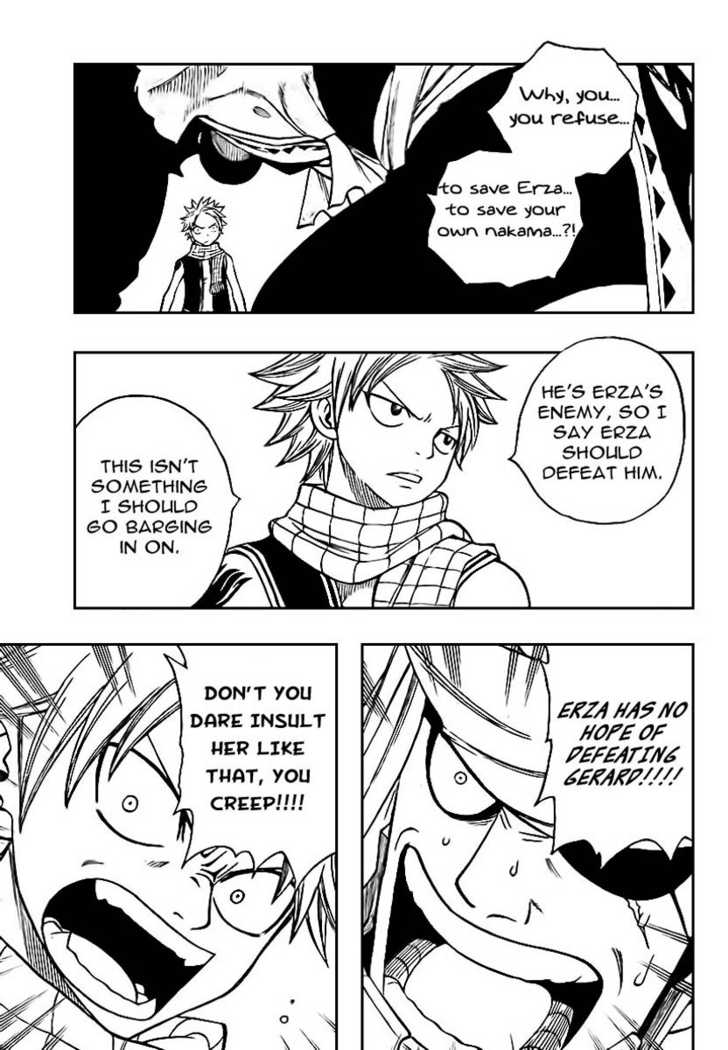 Why, you...
you refuse...
to save Erza...
to save your
own nakama...?!
HE'S ERZA'S
ENEMY, SO I
SAY ERZA
SHOULD
DEFEAT HIM.
THIS ISN'T
SOMETHING
I SHOULD
GO BARGING
IN ON.
ERZA HAS NO
HOPE OF
DEFEATING
GERARD!!!!
DON'T YOU
DARE INSULT
HER LIKE
THAT, YOU
CREEP!!!!